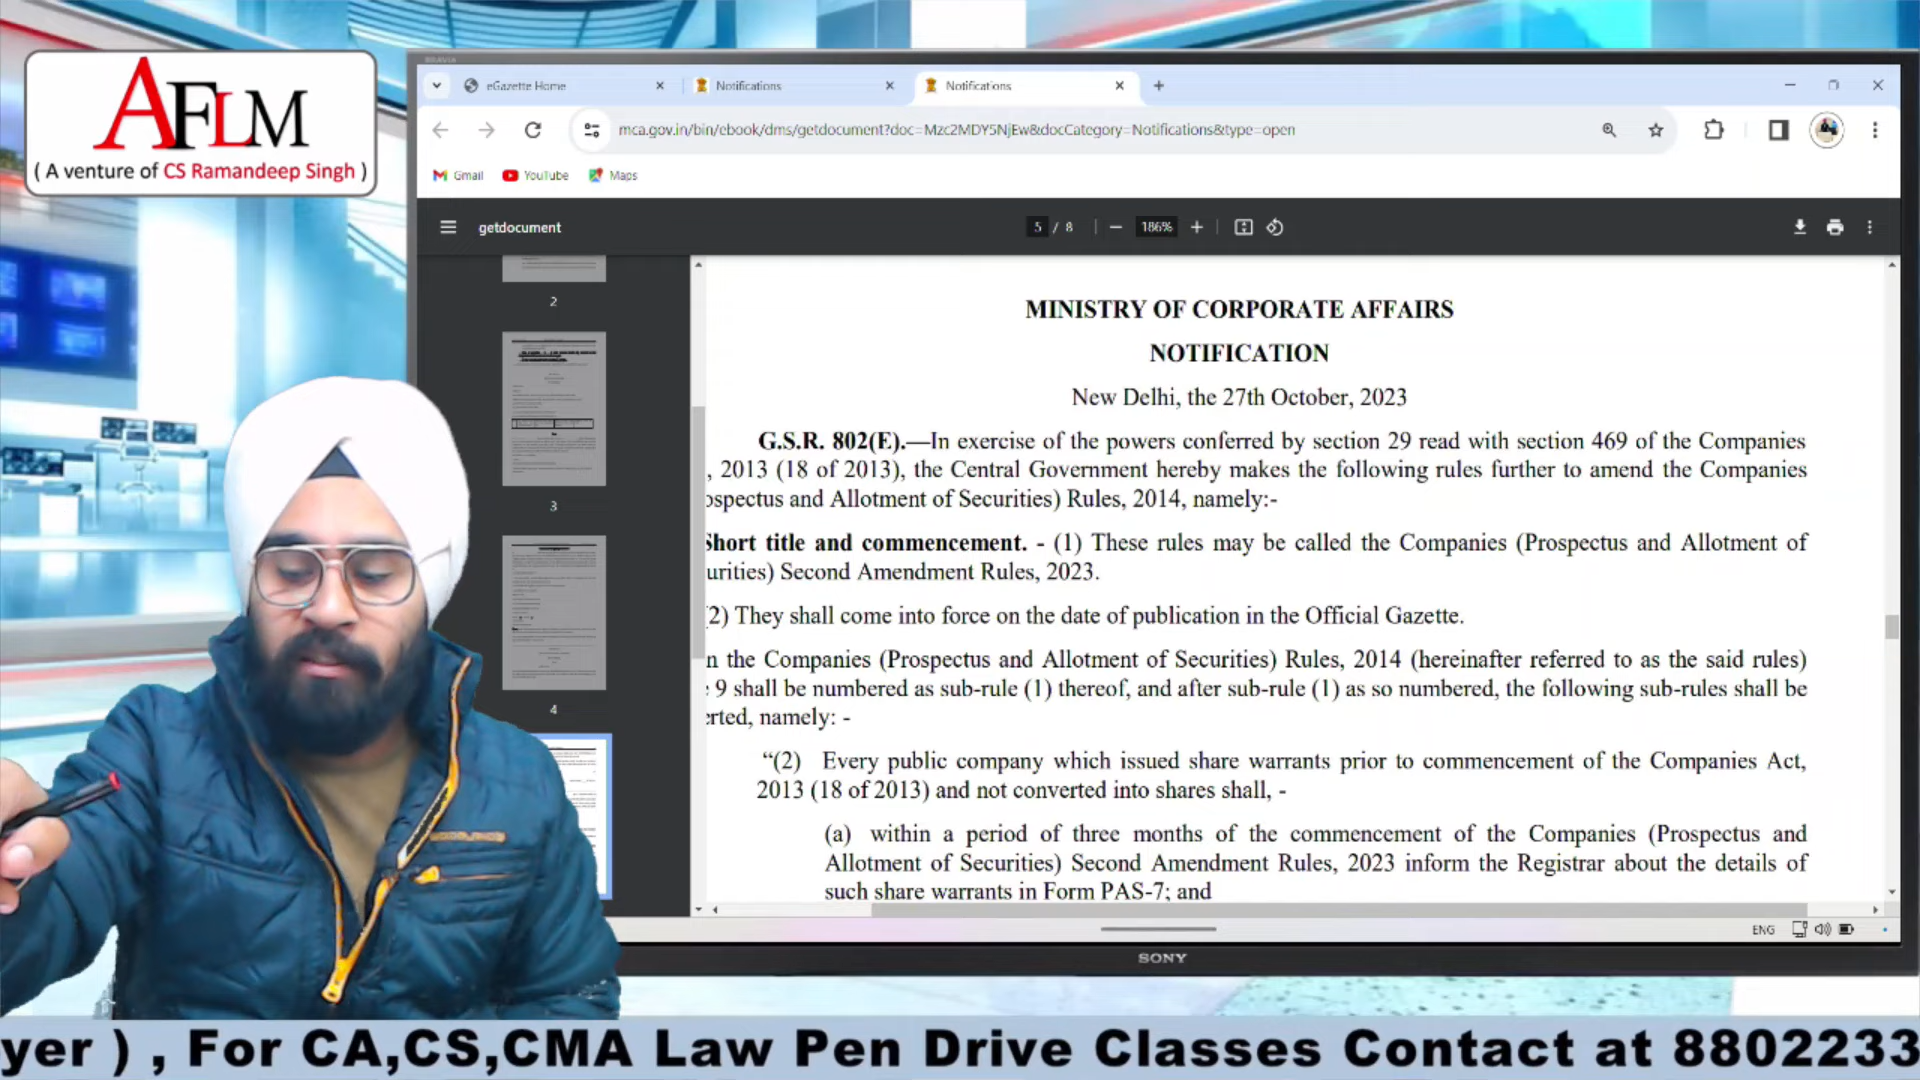 AFLM
( A venture of CS Ramandeep Singh )
BRAVIA
eGazette Home
Notifications
Notifications
mca.gov.in/bin/ebook/dms/getdocument?doc=Mzc2MDY5NjEw&docCategory=Notifications&type=open
Gmail YouTube Maps
getdocument
5 / 8
186%
2
3
4
MINISTRY OF CORPORATE AFFAIRS
NOTIFICATION
New Delhi, the 27th October, 2023
G.S.R. 802(E).—In exercise of the powers conferred by section 29 read with section 469 of the Companies
, 2013 (18 of 2013), the Central Government hereby makes the following rules further to amend the Companies
ospectus and Allotment of Securities) Rules, 2014, namely:-
Short title and commencement. - (1) These rules may be called the Companies (Prospectus and Allotment of
urities) Second Amendment Rules, 2023.
2) They shall come into force on the date of publication in the Official Gazette.
n the Companies (Prospectus and Allotment of Securities) Rules, 2014 (hereinafter referred to as the said rules)
9 shall be numbered as sub-rule (1) thereof, and after sub-rule (1) as so numbered, the following sub-rules shall be
erted, namely: -
“(2) Every public company which issued share warrants prior to commencement of the Companies Act,
2013 (18 of 2013) and not converted into shares shall, -
(a) within a period of three months of the commencement of the Companies (Prospectus and
Allotment of Securities) Second Amendment Rules, 2023 inform the Registrar about the details of
such share warrants in Form PAS-7; and
ENG
SONY
yer ) , For CA,CS,CMA Law Pen Drive Classes Contact at 8802233